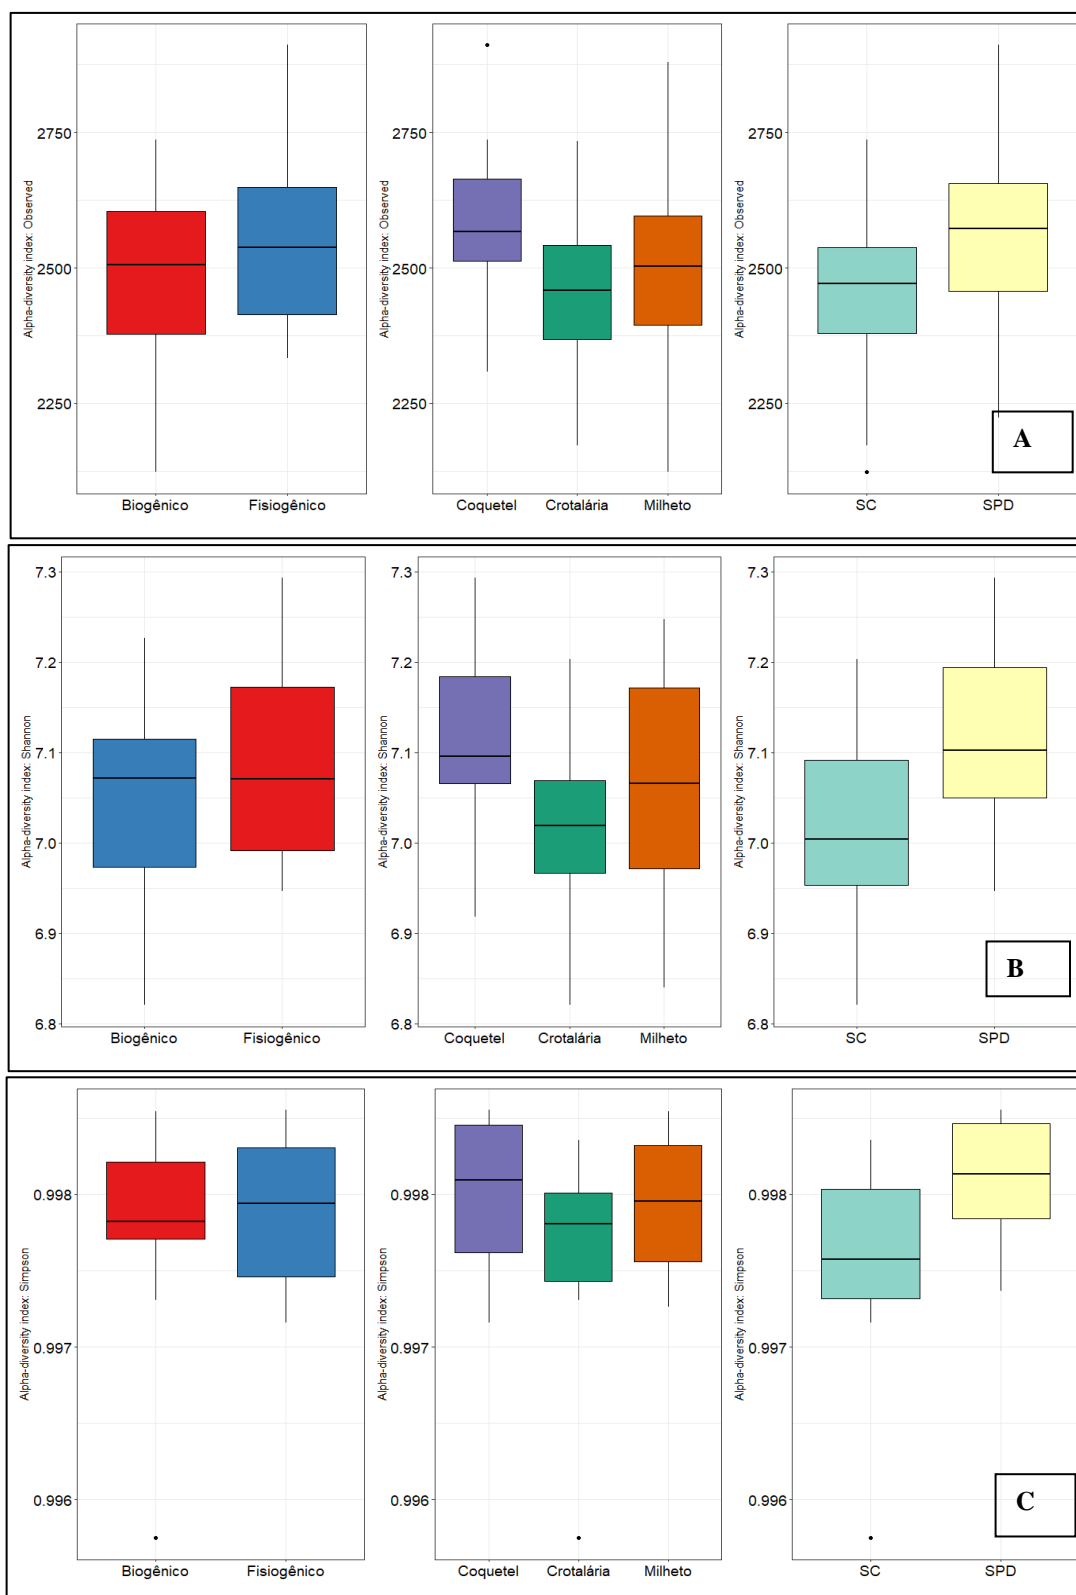 Alpha-diversity index: Observed
2750
2500
2250
Biogênico Fisiogênico
Alpha-diversity index: Observed
2750
2500
2250
Coquetel Crotalária Milheto
Alpha-diversity index: Observed
2750
2500
2250
SC SPD
A
Alpha-diversity index: Shannon
7.3
7.2
7.1
7.0
6.9
6.8
Biogênico Fisiogênico
Alpha-diversity index: Shannon
7.3
7.2
7.1
7.0
6.9
6.8
Coquetel Crotalária Milheto
Alpha-diversity index: Shannon
7.3
7.2
7.1
7.0
6.9
6.8
SC SPD
B
Alpha-diversity index: Simpson
0.998
0.997
0.996
Biogênico Fisiogênico
Alpha-diversity index: Simpson
0.998
0.997
0.996
Coquetel Crotalária Milheto
Alpha-diversity index: Simpson
0.998
0.997
0.996
SC SPD
C